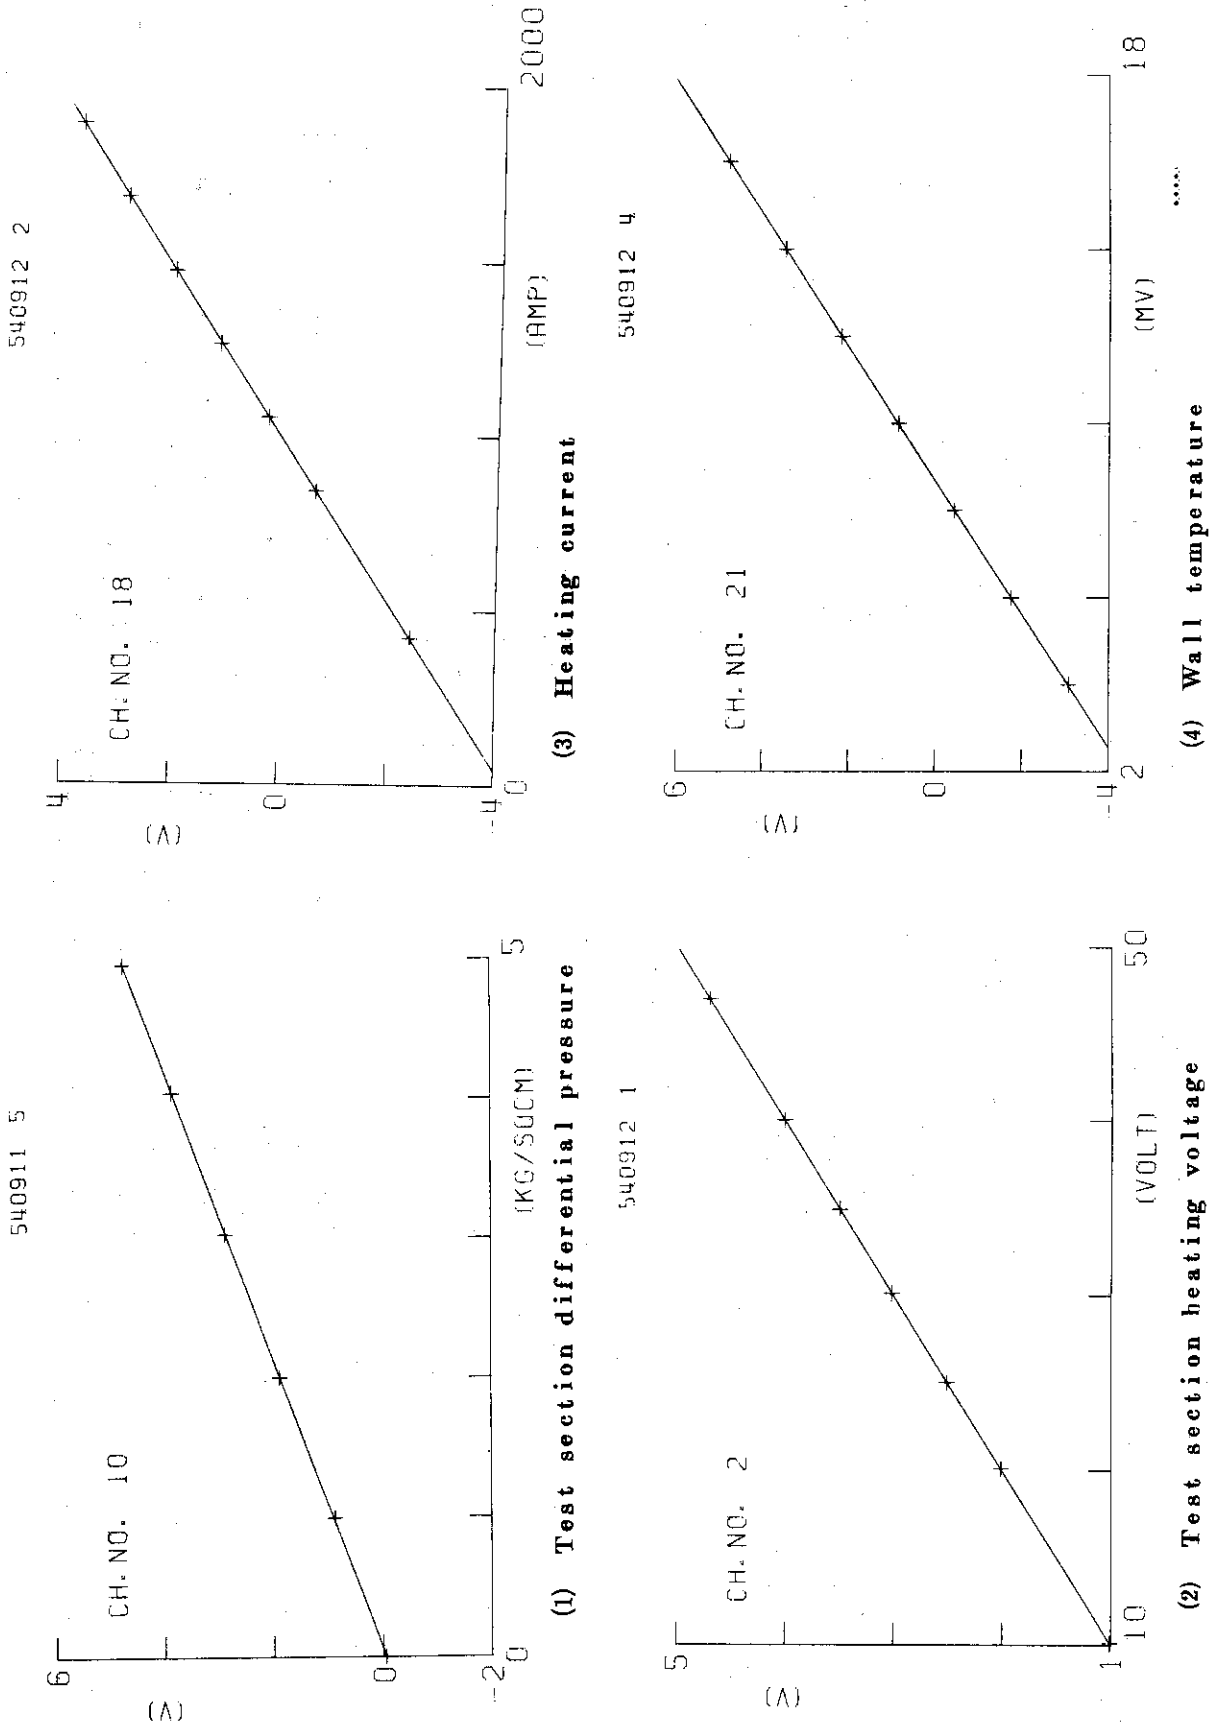 540911 5
CH. NO. 10
6
0
-2
(V)
0
5
(KG/SQCM)
(1) Test section differential pressure
540912 1
CH. NO. 2
5
1
(V)
10
50
(VOLT)
(2) Test section heating voltage
540912 2
CH. NO. 18
4
0
-4
(V)
0
2000
(AMP)
(3) Heating current
540912 4
CH. NO. 21
6
0
-4
(V)
2
18
(MV)
(4) Wall temperature